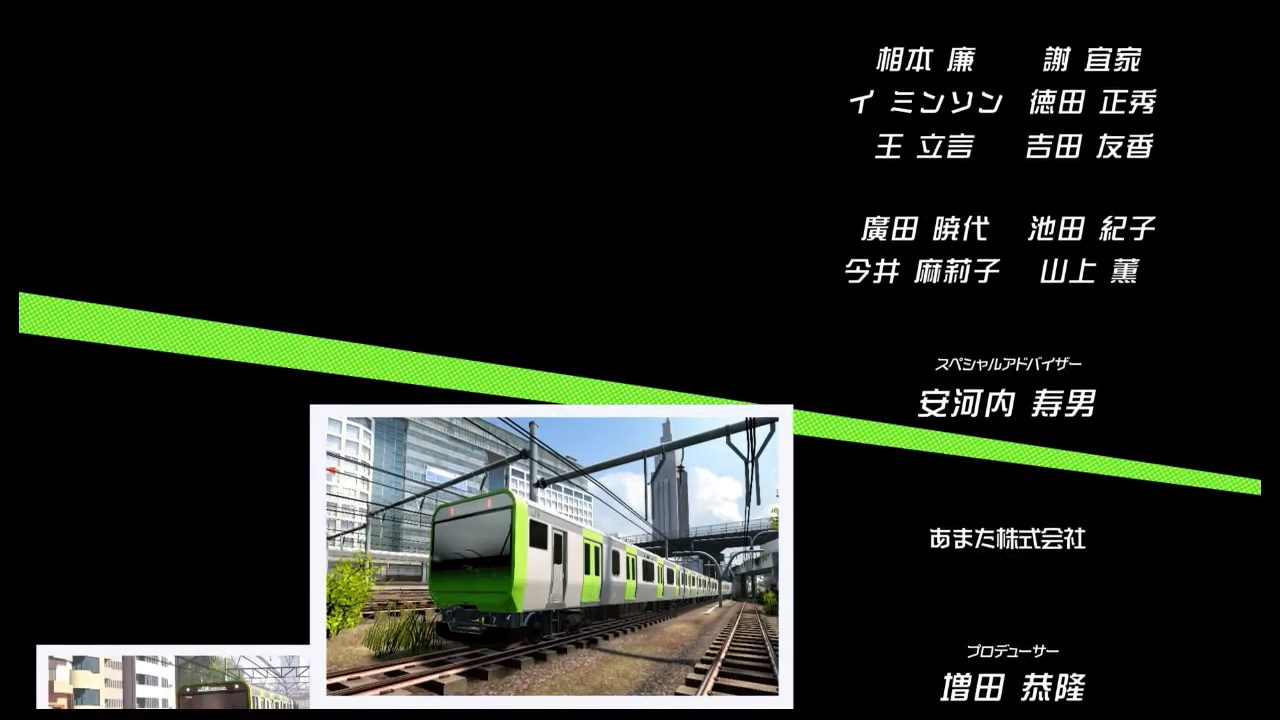 相本 廉 謝 宜家
イ ミンソン 徳田 正秀
王 立言 吉田 友香
廣田 暁代 池田 紀子
今井 麻莉子 山上 薫
スペシャルアドバイザー
安河内 寿男
あまた株式会社
プロデューサー
増田 恭隆